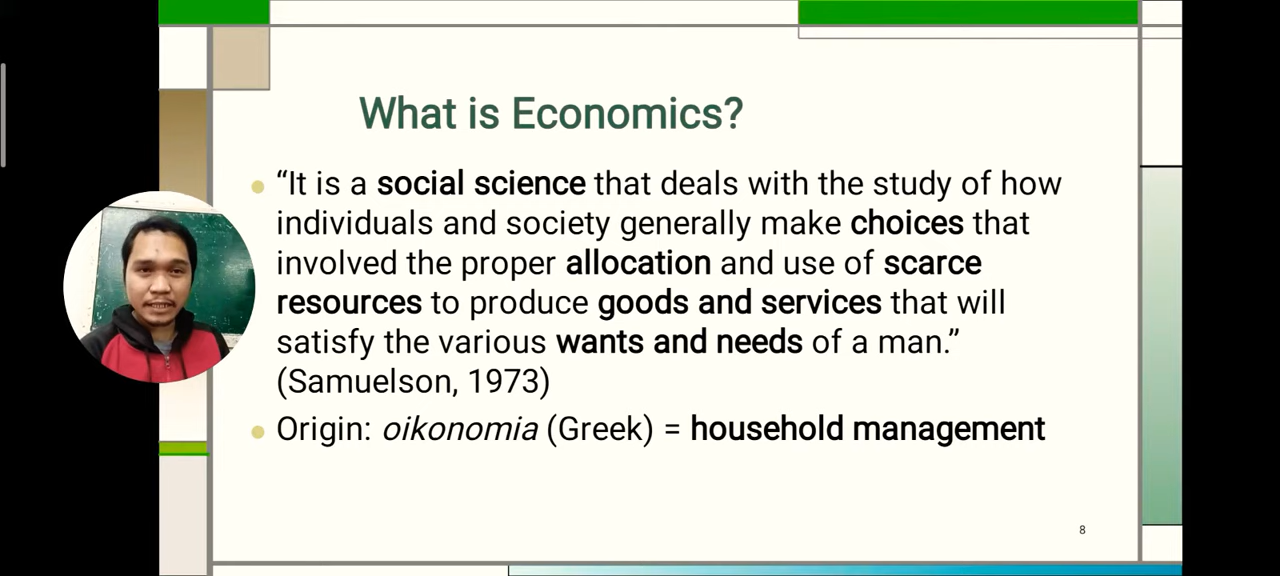 What is Economics?
“It is a social science that deals with the study of how
individuals and society generally make choices that
involved the proper allocation and use of scarce
resources to produce goods and services that will
satisfy the various wants and needs of a man.”
(Samuelson, 1973)
Origin: oikonomia (Greek) = household management
8